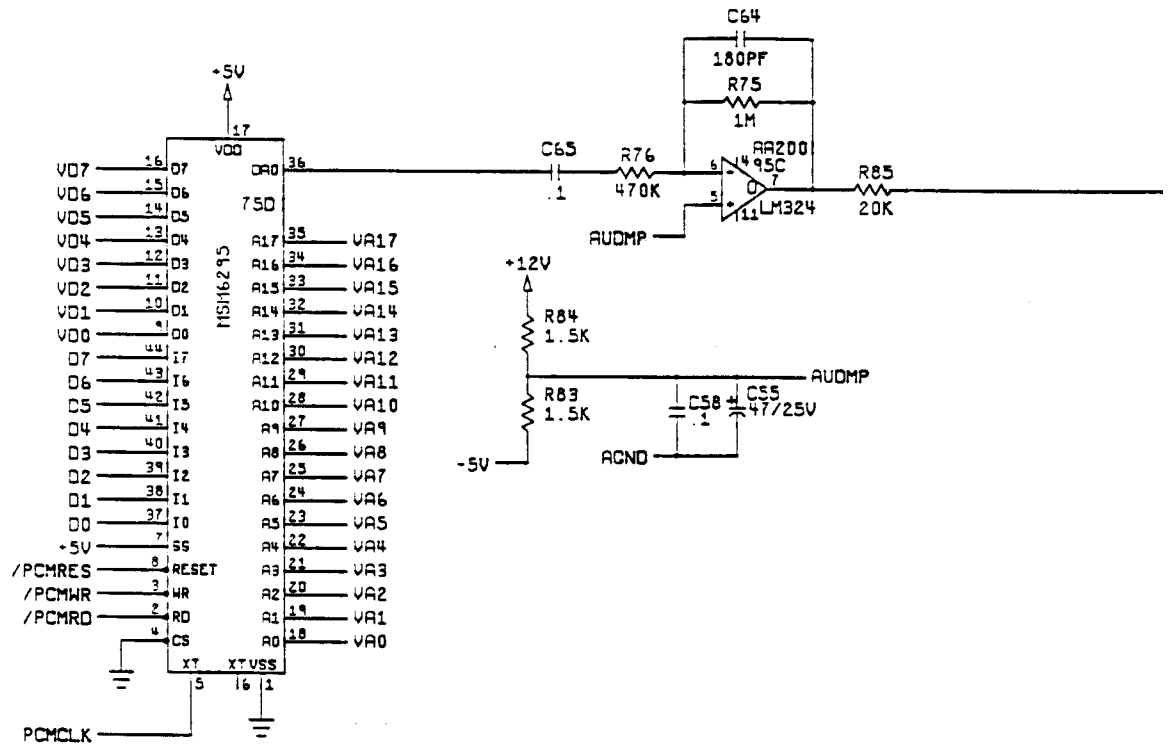 C64
180PF
R75
1M
+5V
17
VDD
C65
.1
R76
470K
AA200
95C
4
6
5
7
11
LM324
R85
20K
AUDMP
VD7 16 D7
VD6 15 D6
VD5 14 D5
VD4 13 D4
VD3 12 D3
VD2 11 D2
VD1 10 D1
VD0 9 D0
D7 44 I7
D6 43 I6
D5 42 I5
D4 41 I4
D3 40 I3
D2 39 I2
D1 38 I1
D0 37 I0
+5V 7 SS
/PCMRES 8 RESET
/PCMWR 3 WR
/PCMRD 2 RD
4 CS
DAO 36
75D
MSM6295
A17 35 VA17
A16 34 VA16
A15 33 VA15
A14 32 VA14
A13 31 VA13
A12 30 VA12
A11 29 VA11
A10 28 VA10
A9 27 VA9
A8 26 VA8
A7 25 VA7
A6 24 VA6
A5 23 VA5
A4 22 VA4
A3 21 VA3
A2 20 VA2
A1 19 VA1
A0 18 VA0
XT XT VSS
5 6 1
PCMCLK
+12V
R84
1.5K
R83
1.5K
-5V
AUDMP
C58
.1
+
C55
47/25V
AGND